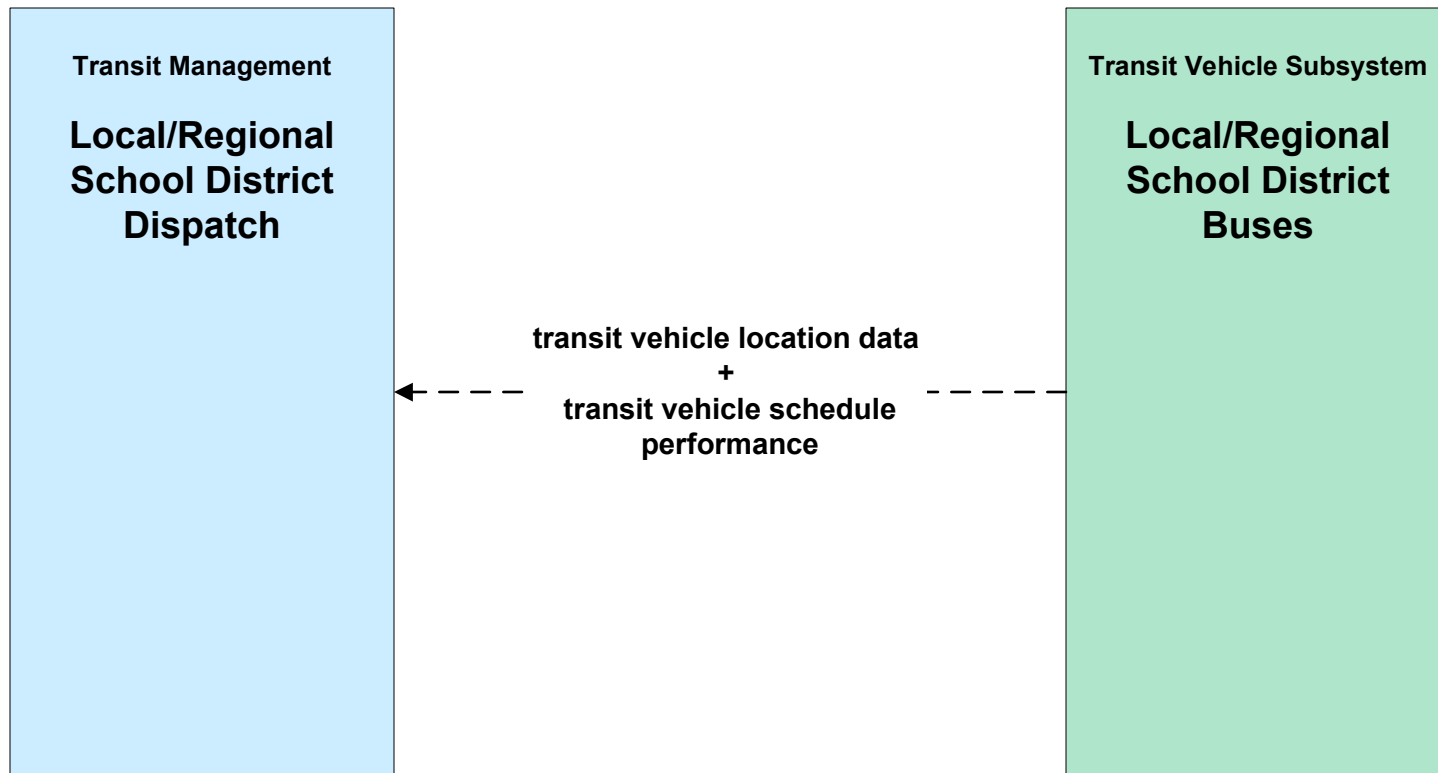 Transit Management
Local/Regional
School District
Dispatch
transit vehicle location data
+
transit vehicle schedule
performance
Transit Vehicle Subsystem
Local/Regional
School District
Buses